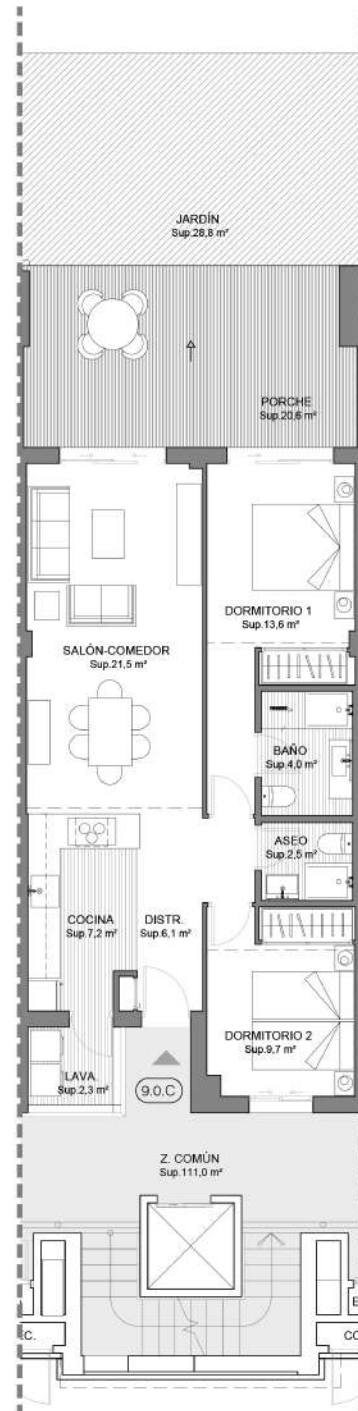 JARDÍN
Sup.28,8 m²
PORCHE
Sup.20,6 m²
DORMITORIO 1
Sup.13,6 m²
SALÓN-COMEDOR
Sup.21,5 m²
BAÑO
Sup.4,0 m²
ASEO
Sup.2,5 m²
COCINA
Sup.7,2 m²
DISTR.
Sup.6,1 m²
DORMITORIO 2
Sup.9,7 m²
LAVA.
Sup.2,3 m²
9.0.C
Z. COMÚN
Sup.111,0 m²
E
C.
CO